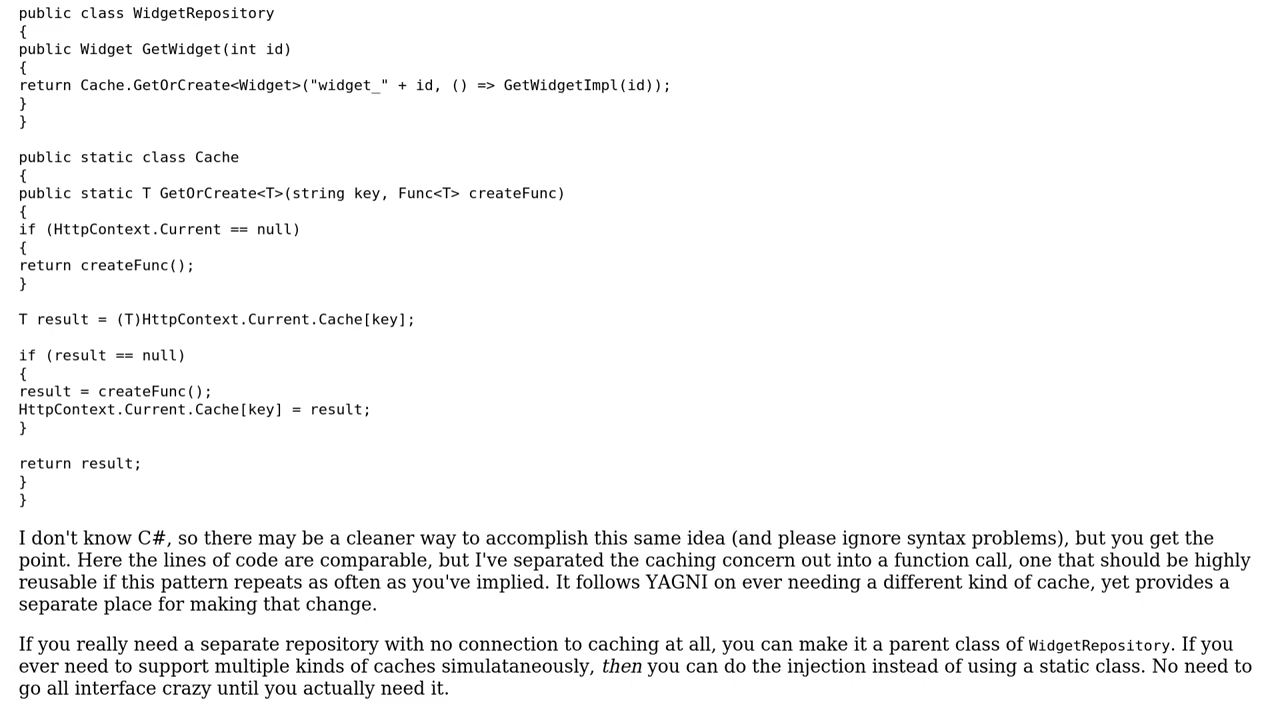 public class WidgetRepository
{
public Widget GetWidget(int id)
{
return Cache.GetOrCreate<Widget>("widget_" + id, () => GetWidgetImpl(id));
}
}

public static class Cache
{
public static T GetOrCreate<T>(string key, Func<T> createFunc)
{
if (HttpContext.Current == null)
{
return createFunc();
}

T result = (T)HttpContext.Current.Cache[key];

if (result == null)
{
result = createFunc();
HttpContext.Current.Cache[key] = result;
}

return result;
}
}

I don't know C#, so there may be a cleaner way to accomplish this same idea (and please ignore syntax problems), but you get the
point. Here the lines of code are comparable, but I've separated the caching concern out into a function call, one that should be highly
reusable if this pattern repeats as often as you've implied. It follows YAGNI on ever needing a different kind of cache, yet provides a
separate place for making that change.

If you really need a separate repository with no connection to caching at all, you can make it a parent class of WidgetRepository. If you
ever need to support multiple kinds of caches simulataneously, then you can do the injection instead of using a static class. No need to
go all interface crazy until you actually need it.